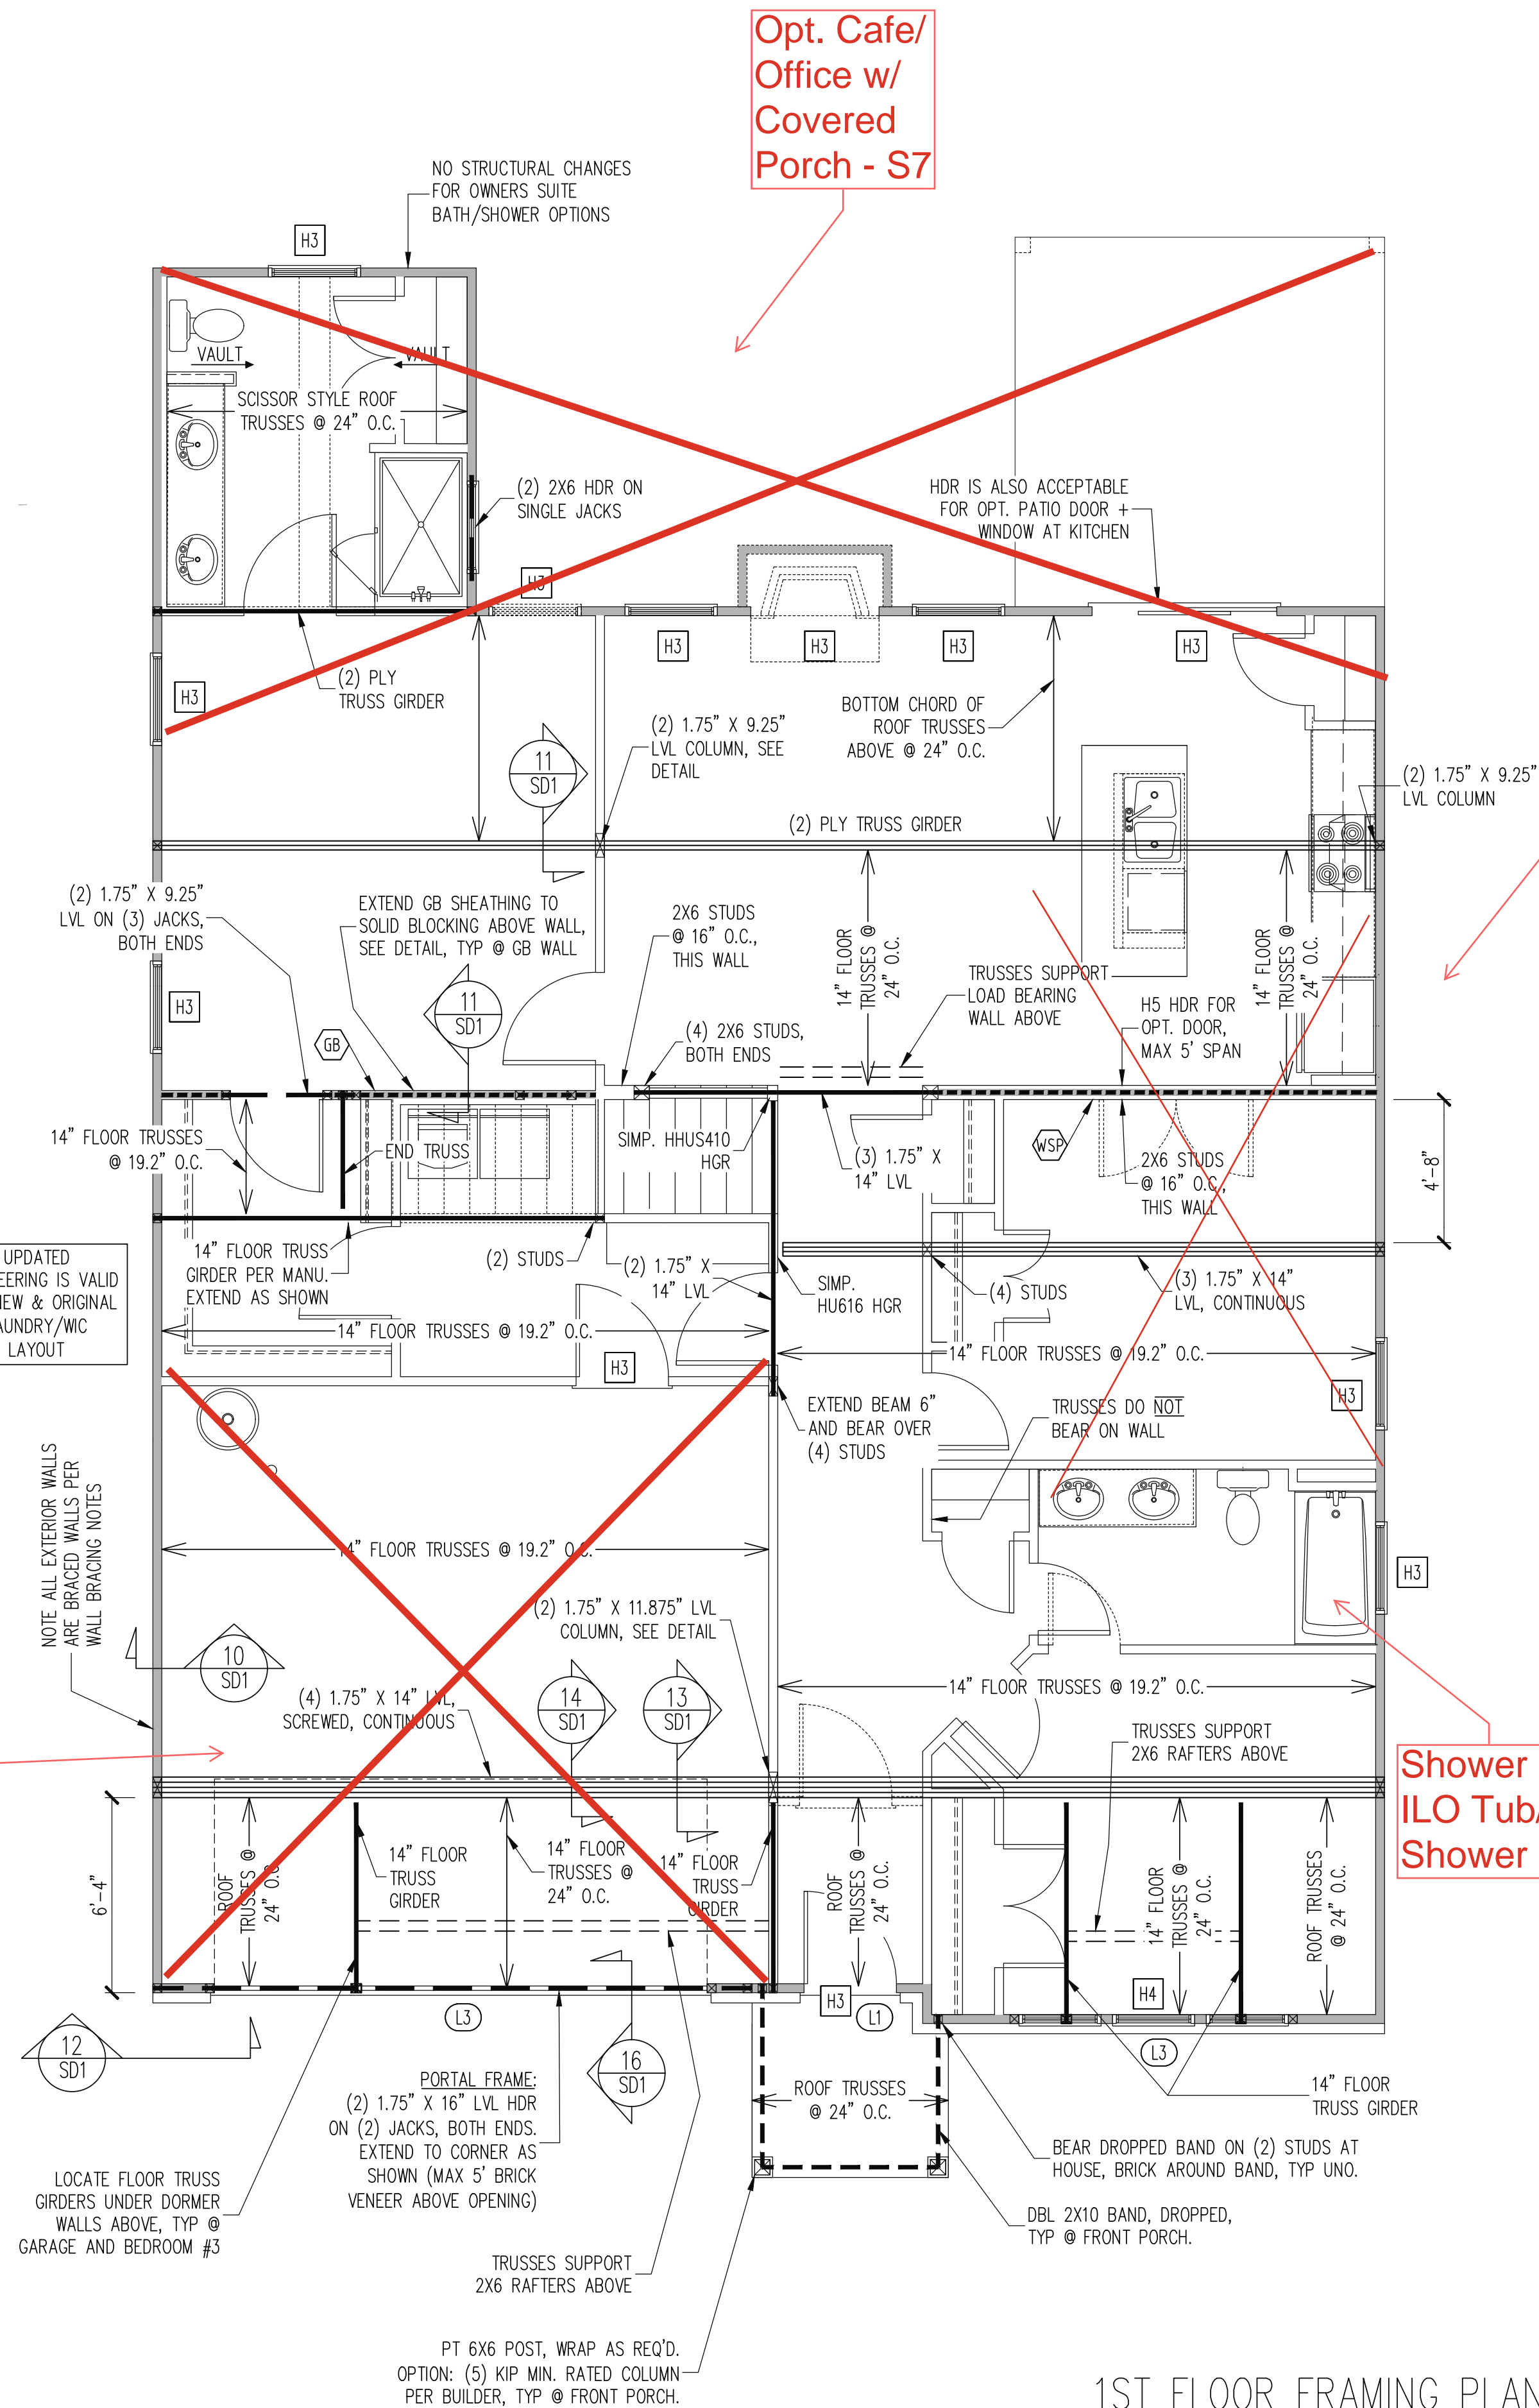 Opt. Cafe/
Office w/
Covered
Porch - S7
NO STRUCTURAL CHANGES
FOR OWNERS SUITE
BATH/SHOWER OPTIONS
H3
VAULT
VAULT
SCISSOR STYLE ROOF
TRUSSES @ 24" O.C.
(2) 2X6 HDR ON
SINGLE JACKS
HDR IS ALSO ACCEPTABLE
FOR OPT. PATIO DOOR +
WINDOW AT KITCHEN
H3
H3
H3
H3
H3
H3
(2) PLY
TRUSS GIRDER
(2) 1.75" X 9.25"
LVL COLUMN, SEE
DETAIL
BOTTOM CHORD OF
ROOF TRUSSES
ABOVE @ 24" O.C.
11
SD1
(2) 1.75" X 9.25"
LVL COLUMN
(2) PLY TRUSS GIRDER
(2) 1.75" X 9.25"
LVL ON (3) JACKS,
BOTH ENDS
EXTEND GB SHEATHING TO
SOLID BLOCKING ABOVE WALL,
SEE DETAIL, TYP @ GB WALL
2X6 STUDS
@ 16" O.C.,
THIS WALL
14" FLOOR
TRUSSES @
24" O.C.
TRUSSES SUPPORT
LOAD BEARING
WALL ABOVE
14" FLOOR
TRUSSES @
24" O.C.
H3
11
SD1
GB
(4) 2X6 STUDS,
BOTH ENDS
H5 HDR FOR
OPT. DOOR,
MAX 5' SPAN
14" FLOOR TRUSSES
@ 19.2" O.C.
END TRUSS
SIMP. HHUS410
HGR
(3) 1.75" X
14" LVL
WSP
2X6 STUDS
@ 16" O.C.,
THIS WALL
4'-8"
UPDATED
EERING IS VALID
IEW & ORIGINAL
AUNDRY/WIC
LAYOUT
14" FLOOR TRUSS
GIRDER PER MANU.
EXTEND AS SHOWN
(2) STUDS
(2) 1.75" X
14" LVL
SIMP.
HU616 HGR
(4) STUDS
(3) 1.75" X 14"
LVL, CONTINUOUS
14" FLOOR TRUSSES @ 19.2" O.C.
H3
14" FLOOR TRUSSES @ 19.2" O.C.
H3
EXTEND BEAM 6"
AND BEAR OVER
(4) STUDS
TRUSSES DO NOT
BEAR ON WALL
NOTE ALL EXTERIOR WALLS
ARE BRACED WALLS PER
WALL BRACING NOTES
14" FLOOR TRUSSES @ 19.2" O.C.
H3
(2) 1.75" X 11.875" LVL
COLUMN, SEE DETAIL
10
SD1
(4) 1.75" X 14" LVL,
SCREWED, CONTINUOUS
14
SD1
13
SD1
14" FLOOR TRUSSES @ 19.2" O.C.
TRUSSES SUPPORT
2X6 RAFTERS ABOVE
Shower
ILO Tub/
Shower
6'-4"
ROOF
TRUSSES @
24" O.C.
14" FLOOR
TRUSS
GIRDER
14" FLOOR
TRUSSES @
24" O.C.
14" FLOOR
TRUSS
GIRDER
ROOF
TRUSSES @
24" O.C.
14" FLOOR
TRUSSES @
24" O.C.
ROOF TRUSSES
@ 24" O.C.
H3
H4
L3
L1
L3
12
SD1
16
SD1
PORTAL FRAME:
(2) 1.75" X 16" LVL HDR
ON (2) JACKS, BOTH ENDS.
EXTEND TO CORNER AS
SHOWN (MAX 5' BRICK
VENEER ABOVE OPENING)
ROOF TRUSSES
@ 24" O.C.
14" FLOOR
TRUSS GIRDER
BEAR DROPPED BAND ON (2) STUDS AT
HOUSE, BRICK AROUND BAND, TYP UNO.
LOCATE FLOOR TRUSS
GIRDERS UNDER DORMER
WALLS ABOVE, TYP @
GARAGE AND BEDROOM #3
DBL 2X10 BAND, DROPPED,
TYP @ FRONT PORCH.
TRUSSES SUPPORT
2X6 RAFTERS ABOVE
PT 6X6 POST, WRAP AS REQ'D.
OPTION: (5) KIP MIN. RATED COLUMN
PER BUILDER, TYP @ FRONT PORCH.
1ST FLOOR FRAMING PLAN